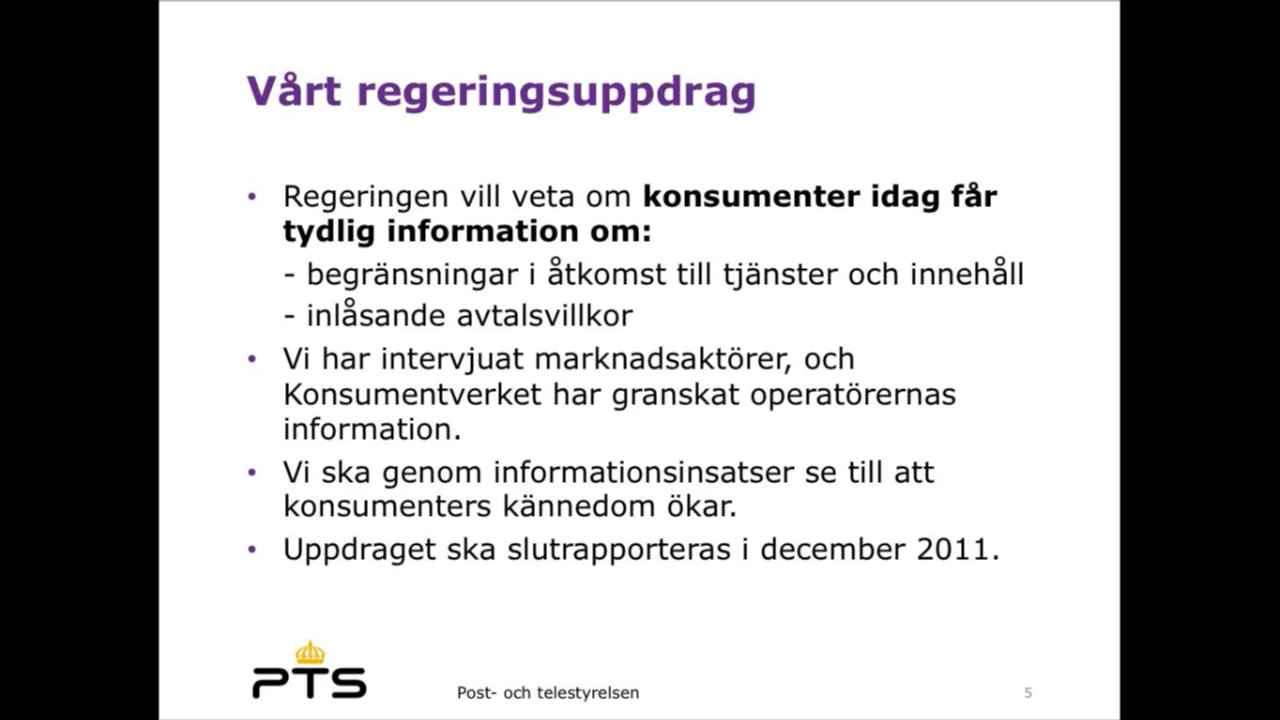 Vårt regeringsuppdrag
• Regeringen vill veta om konsumenter idag får
tydlig information om:
- begränsningar i åtkomst till tjänster och innehåll
- inlåsande avtalsvillkor
• Vi har intervjuat marknadsaktörer, och
Konsumentverket har granskat operatörernas
information.
• Vi ska genom informationsinsatser se till att
konsumenters kännedom ökar.
• Uppdraget ska slutrapporteras i december 2011.
PTS
Post- och telestyrelsen
5